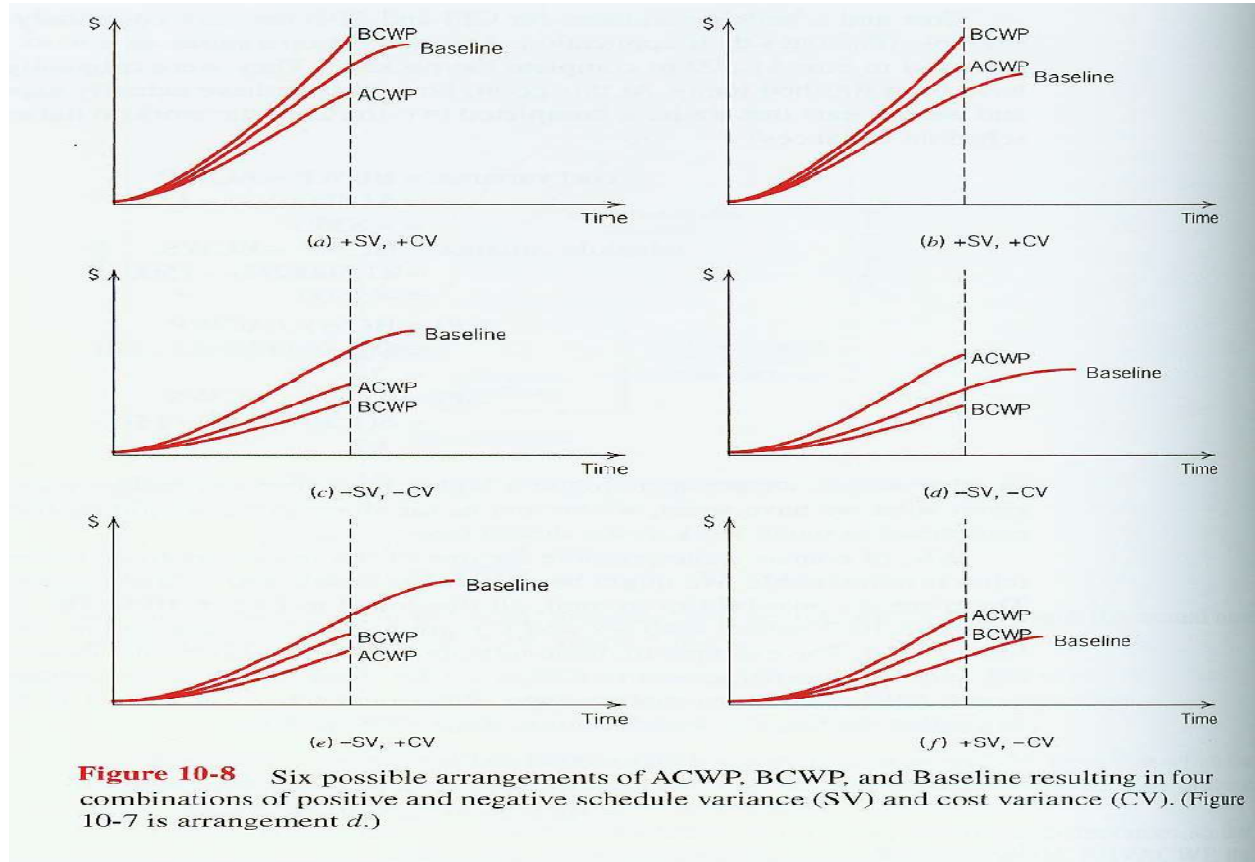 $
BCWP
Baseline
ACWP
Time
(a) +SV, +CV
$
BCWP
ACWP
Baseline
Time
(b) +SV, +CV
$
Baseline
ACWP
BCWP
Time
(c) −SV, −CV
$
ACWP
Baseline
BCWP
Time
(d) −SV, −CV
$
Baseline
BCWP
ACWP
Time
(e) −SV, +CV
$
ACWP
BCWP
Baseline
Time
(f) +SV, −CV
Figure 10-8 Six possible arrangements of ACWP, BCWP, and Baseline resulting in four
combinations of positive and negative schedule variance (SV) and cost variance (CV). (Figure
10-7 is arrangement d.)